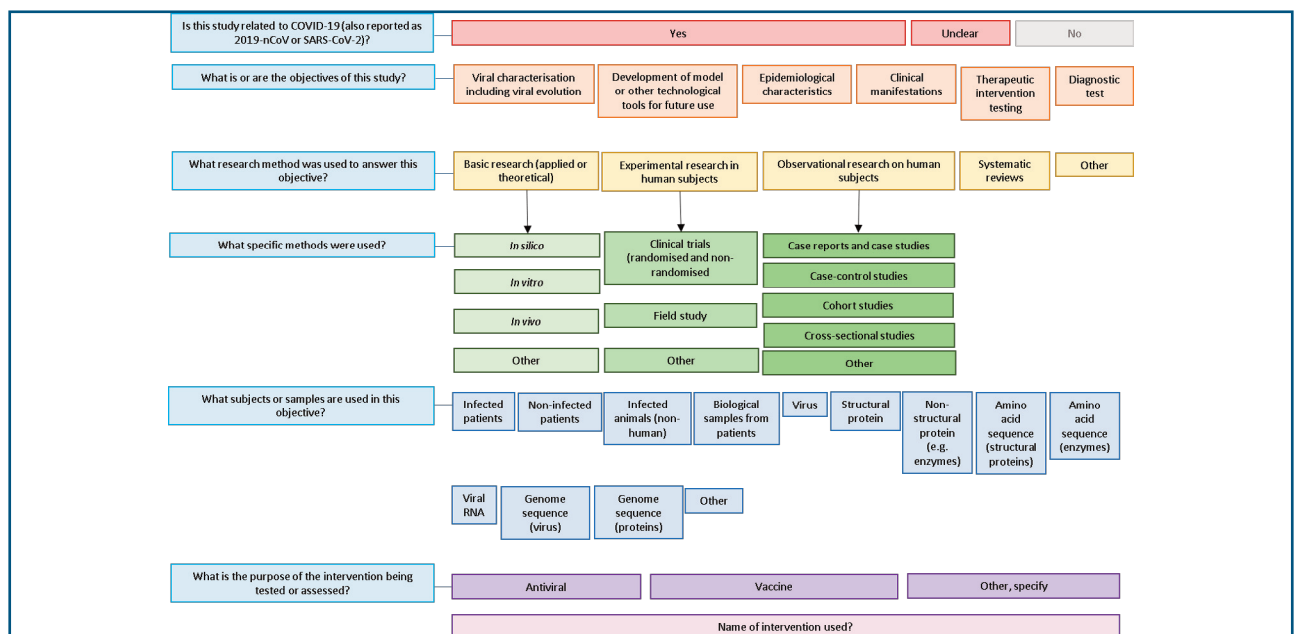 Is this study related to COVID-19 (also reported as
2019-nCoV or SARS-CoV-2)?
Yes
Unclear
No
What is or are the objectives of this study?
Viral characterisation
including viral evolution
Development of model
or other technological
tools for future use
Epidemiological
characteristics
Clinical
manifestations
Therapeutic
intervention
testing
Diagnostic
test
What research method was used to answer this
objective?
Basic research (applied or
theoretical)
Experimental research in
human subjects
Observational research on human
subjects
Systematic
reviews
Other
What specific methods were used?
In silico
In vitro
In vivo
Other
Clinical trials
(randomised and non-
randomised
Field study
Other
Case reports and case studies
Case-control studies
Cohort studies
Cross-sectional studies
Other
What subjects or samples are used in this
objective?
Infected
patients
Non-infected
patients
Infected
animals (non-
human)
Biological
samples from
patients
Virus
Structural
protein
Non-
structural
protein
(e.g.
enzymes)
Amino
acid
sequence
(structural
proteins)
Amino
acid
sequence
(enzymes)
Viral
RNA
Genome
sequence
(virus)
Genome
sequence
(proteins)
Other
What is the purpose of the intervention being
tested or assessed?
Antiviral
Vaccine
Other, specify
Name of intervention used?